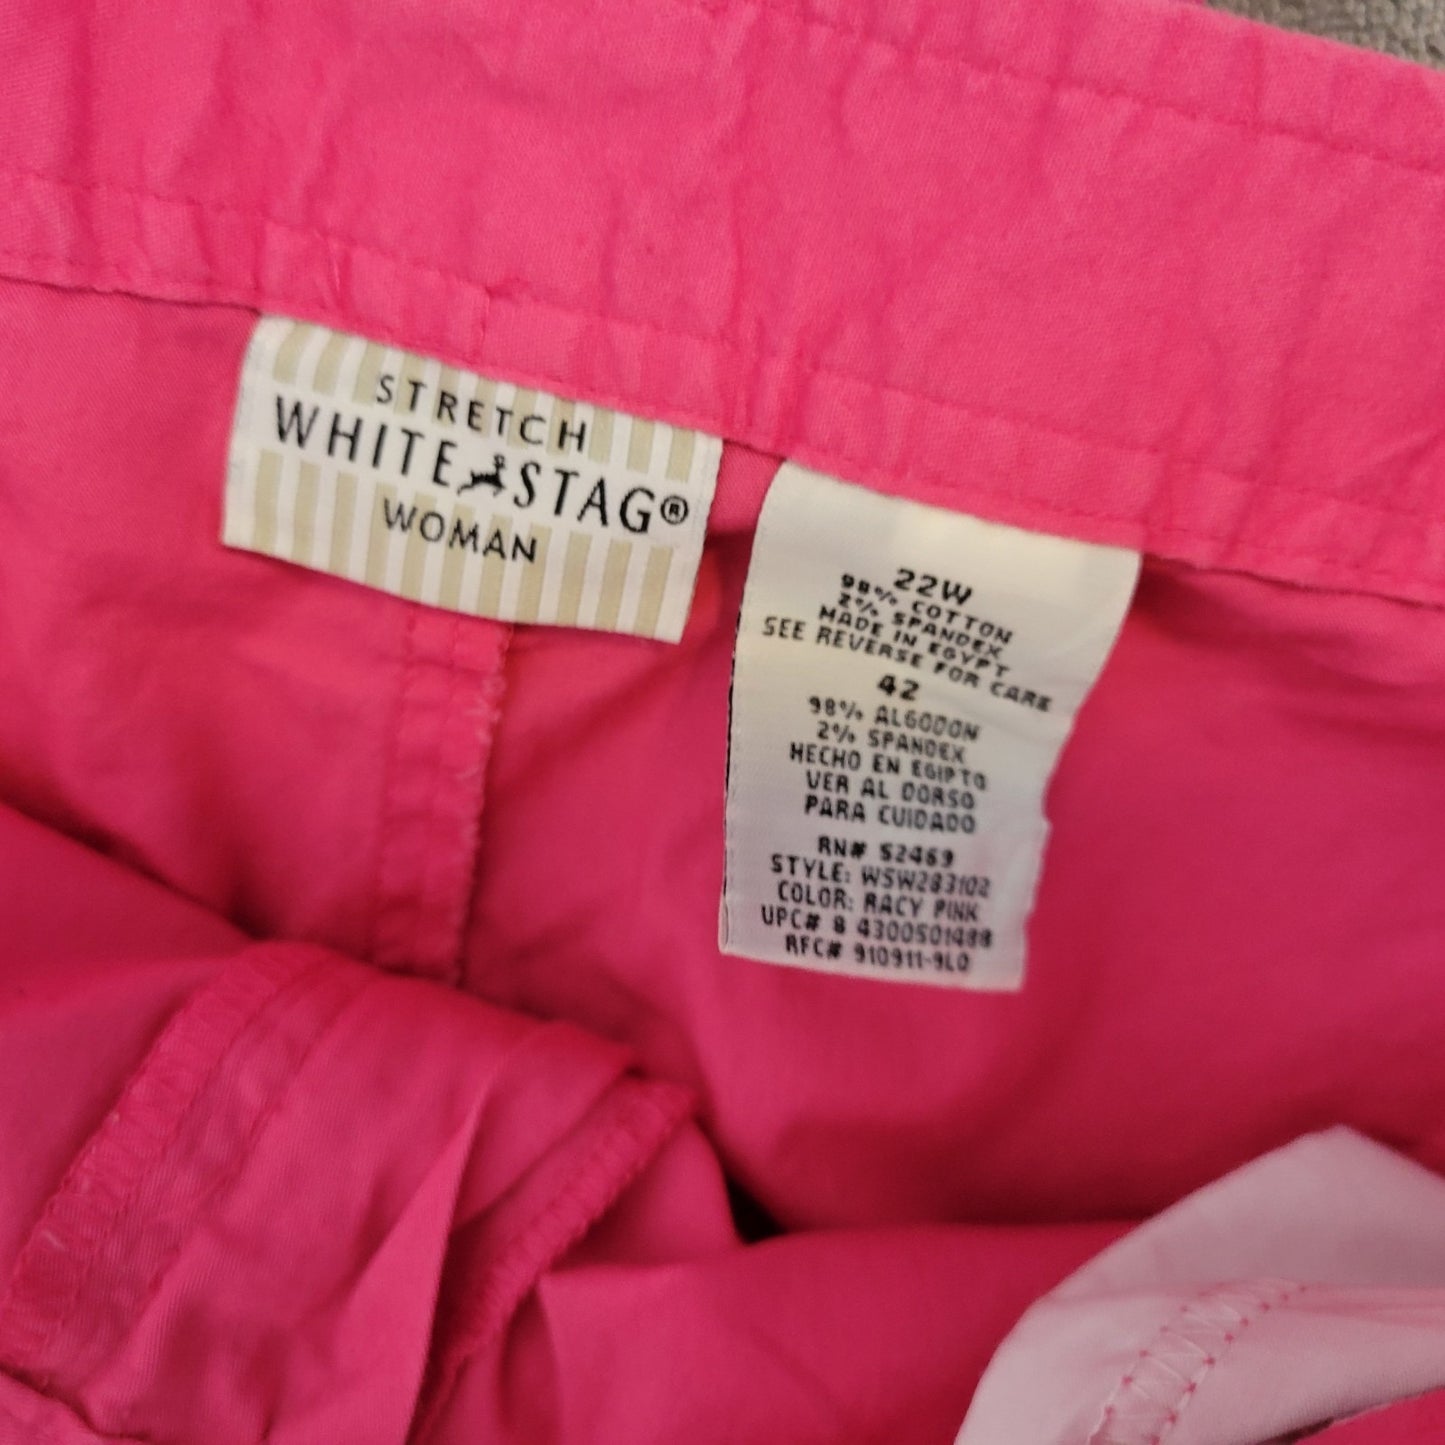 STRETCH
WHITE STAG®
WOMAN
22W
98% COTTON
2% SPANDEX
MADE IN EGYPT
SEE REVERSE FOR CARE
42
98% ALGODON
2% SPANDEX
HECHO EN EGIPTO
VER AL DORSO
PARA CUIDADO
RN# 52469
STYLE: WSW283102
COLOR: RACY PINK
UPC# 8 4300501488
RFC# 910911-9L0